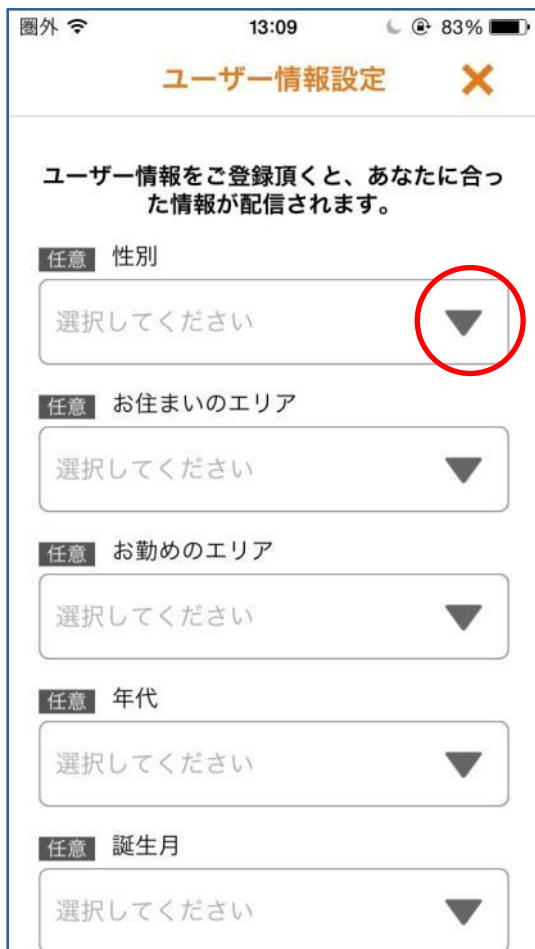 圏外 13:09 83%
ユーザー情報設定
ユーザー情報をご登録頂くと、あなたに合っ
た情報が配信されます。
任意 性別
選択してください
任意 お住まいのエリア
選択してください
任意 お勤めのエリア
選択してください
任意 年代
選択してください
任意 誕生月
選択してください